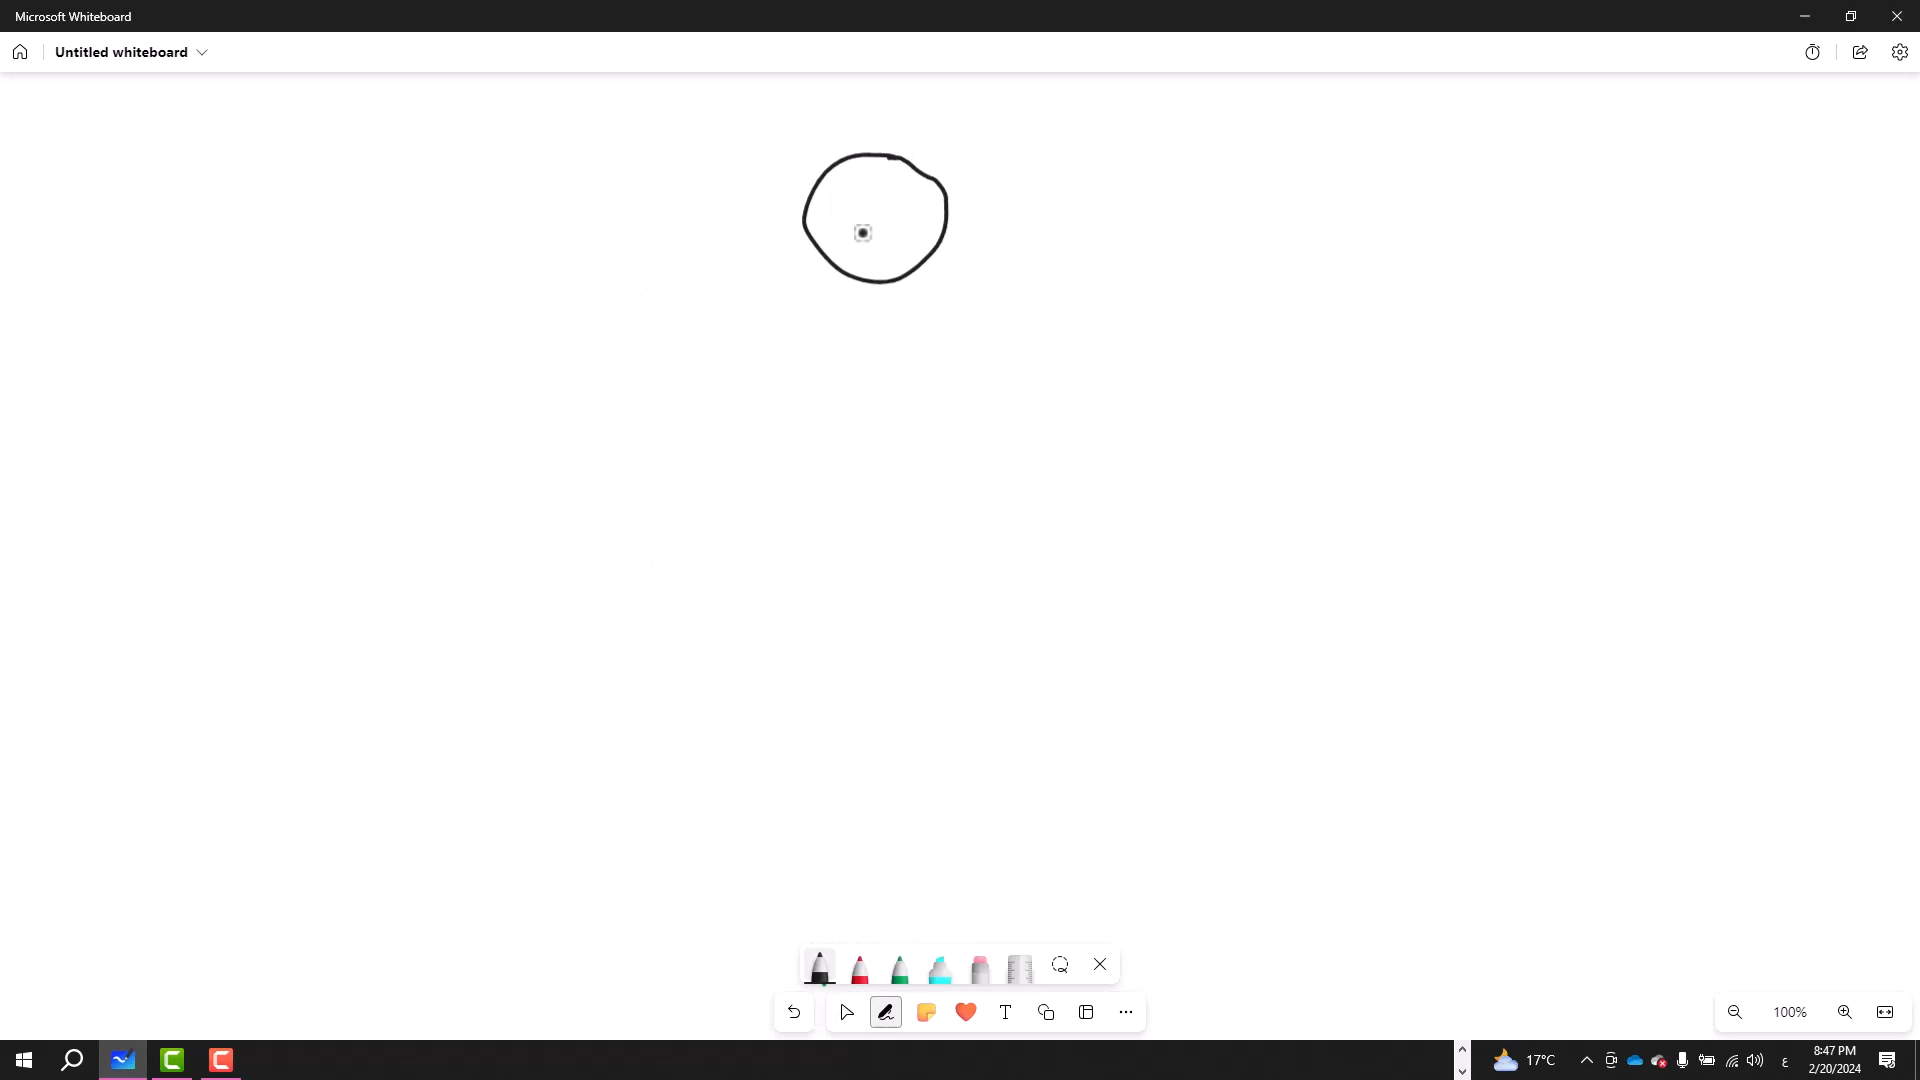 Microsoft Whiteboard
Untitled whiteboard
100%
17°C
ع
8:47 PM
2/20/2024